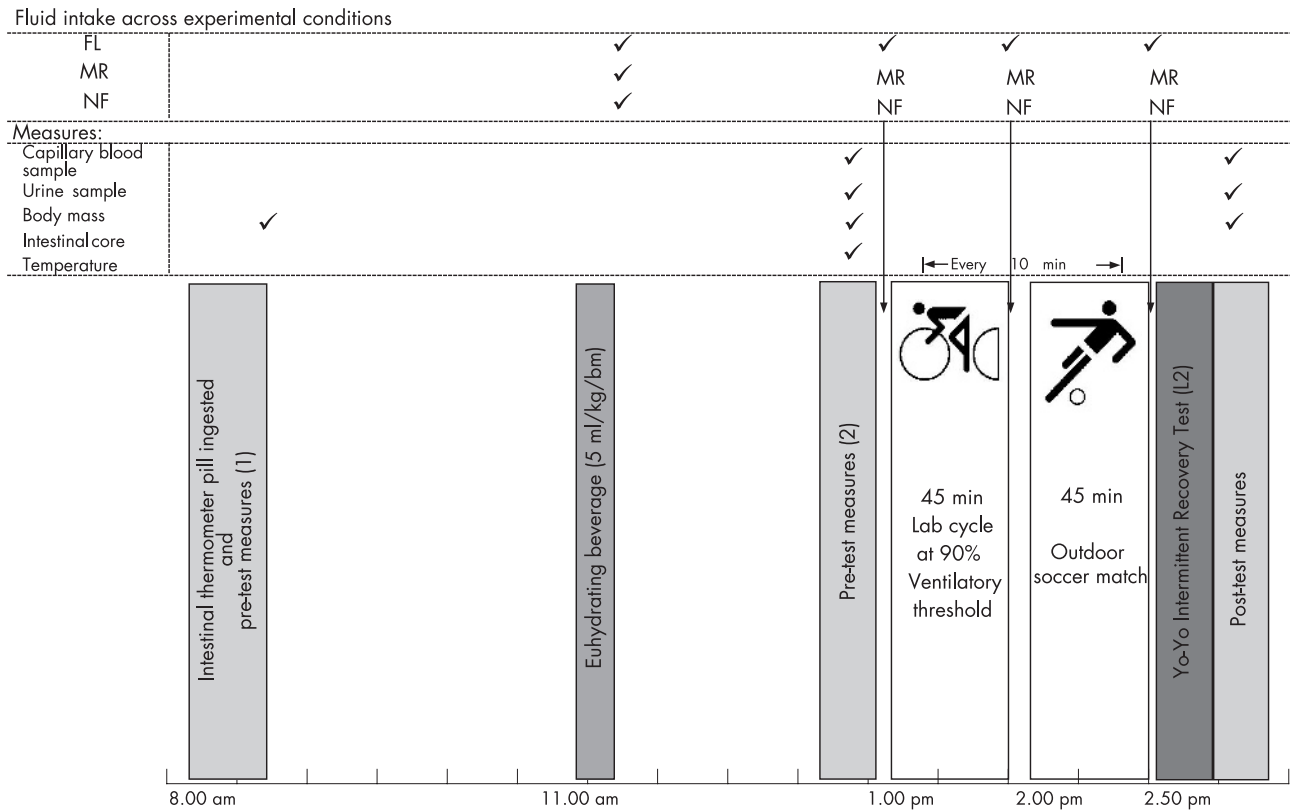 Fluid intake across experimental conditions
FL ✓ ✓ ✓ ✓
MR ✓ MR MR MR
NF ✓ NF NF NF
Measures:
Capillary blood
sample ✓ ✓
Urine sample ✓ ✓
Body mass ✓ ✓ ✓
Intestinal core
Temperature ✓
Every 10 min
Intestinal thermometer pill ingested
and
pre-test measures (1)
Euhydrating beverage (5 ml/kg/bm)
Pre-test measures (2)
45 min
Lab cycle
at 90%
Ventilatory
threshold
45 min
Outdoor
soccer match
Yo-Yo Intermittent Recovery Test (L2)
Post-test measures
8.00 am 11.00 am 1.00 pm 2.00 pm 2.50 pm